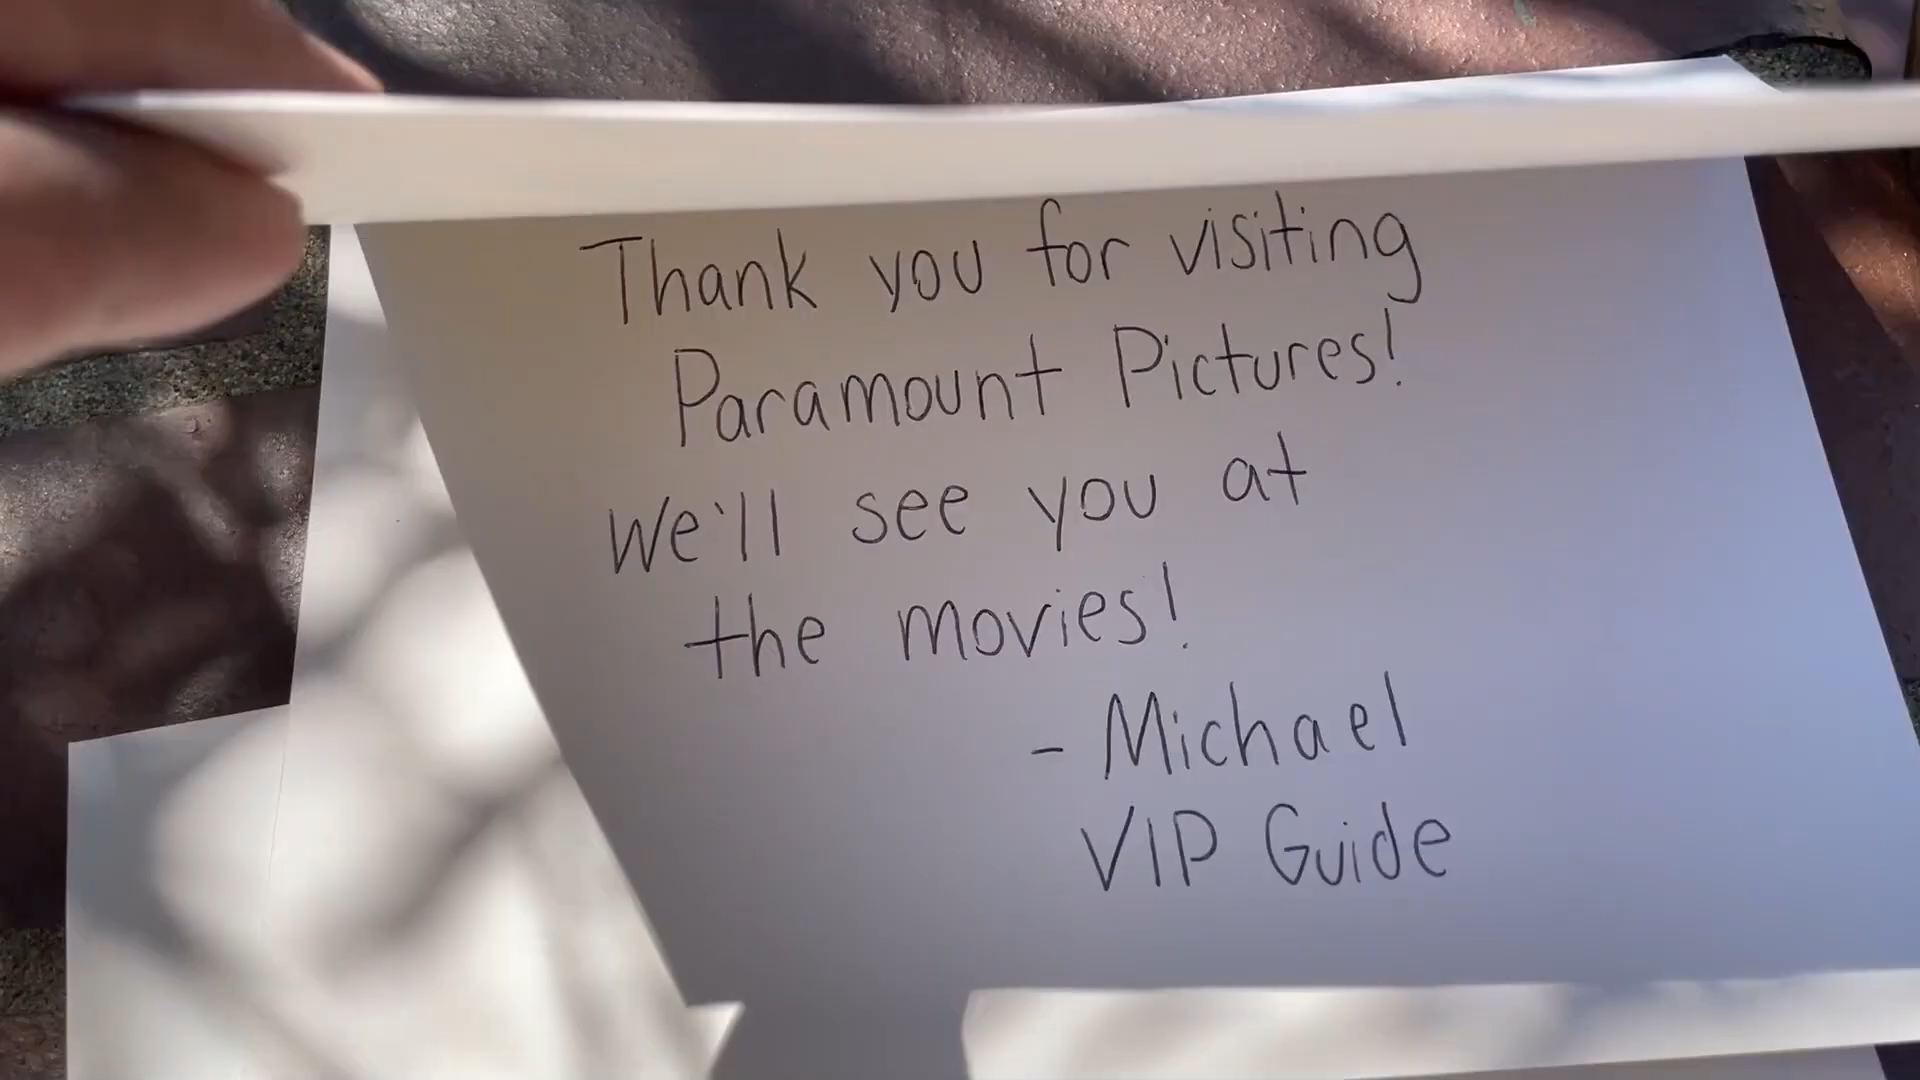 Thank you for visiting
Paramount Pictures!
We'll see you at
the movies!
- Michael
VIP Guide